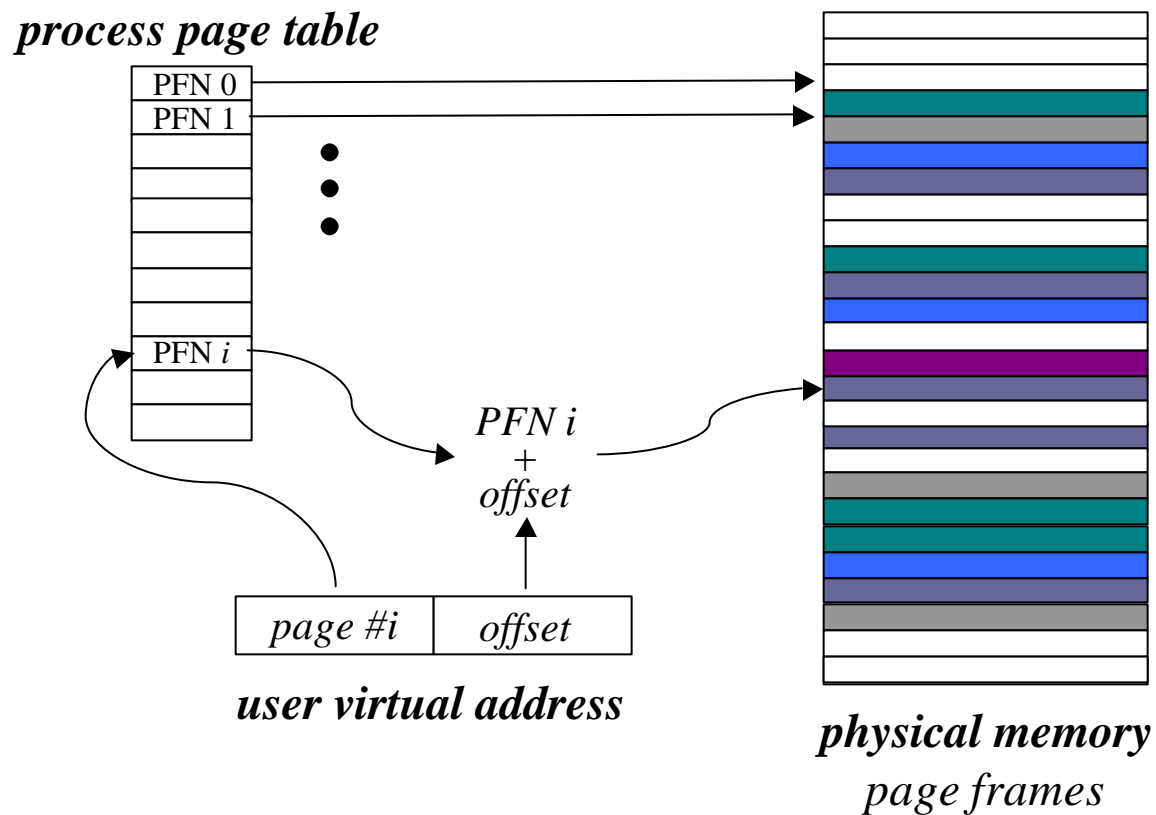 process page table
PFN 0
PFN 1
PFN i
PFN i
+
offset
page #i
offset
user virtual address
physical memory
page frames